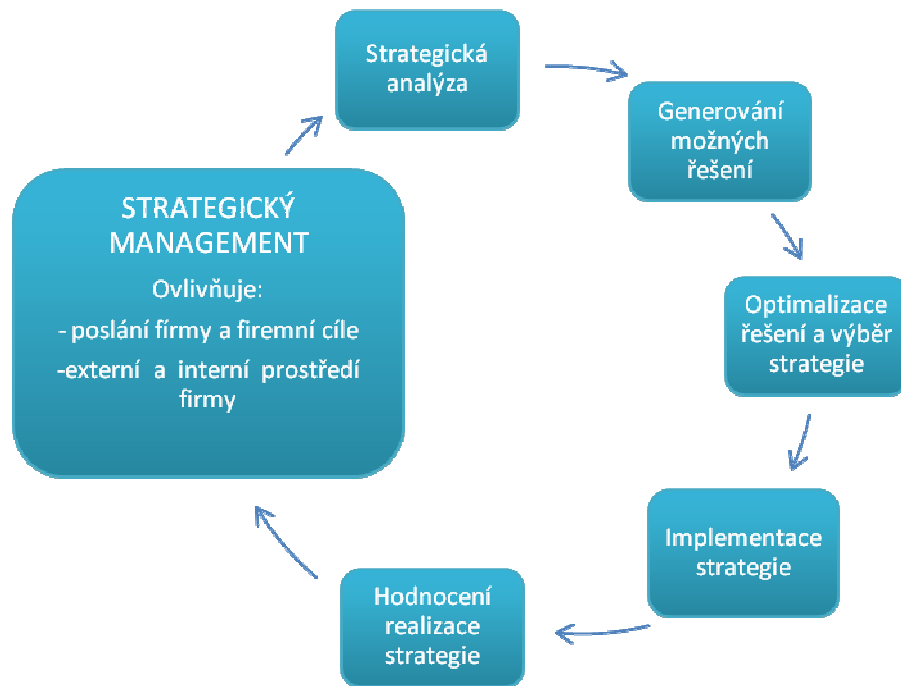 Strategická
analýza
Generování
možných
řešení
STRATEGICKÝ
MANAGEMENT
Ovlivňuje:
- poslání fírmy a firemní cíle
-externí a interní prostředí
firmy
Optimalizace
řešení a výběr
strategie
Implementace
strategie
Hodnocení
realizace
strategie